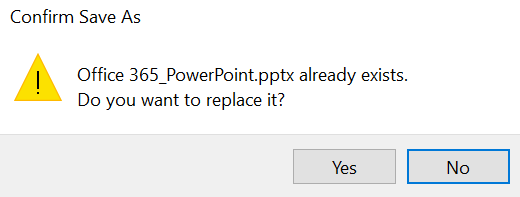 Confirm Save As
Office 365_PowerPoint.pptx already exists.
Do you want to replace it?
Yes
No